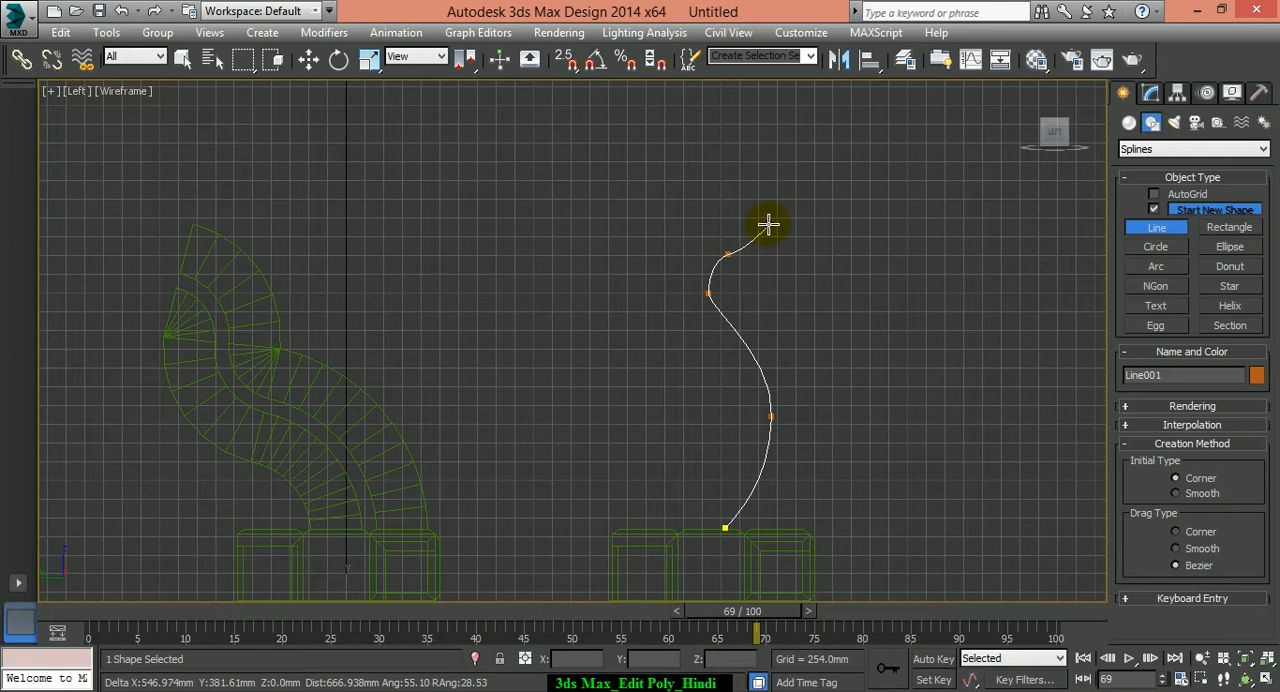 MXD
Workspace: Default
Autodesk 3ds Max Design 2014 x64 Untitled
Type a keyword or phrase
Edit Tools Group Views Create Modifiers Animation Graph Editors Rendering Lighting Analysis Civil View Customize MAXScript Help
All
View
2.5
Create Selection Se
[+] [Left] [Wireframe]
LEFT
Splines
Object Type
AutoGrid
Start New Shape
Line Rectangle
Circle Ellipse
Arc Donut
NGon Star
Text Helix
Egg Section
Name and Color
Line001
Rendering
Interpolation
Creation Method
Initial Type
Corner
Smooth
Drag Type
Corner
Smooth
Bezier
Keyboard Entry
< 69 / 100 >
0 5 10 15 20 25 30 35 40 45 50 55 60 65 70 75 80 85 90 95 100
1 Shape Selected X: Y: Z: Grid = 254.0mm Auto Key Selected
Welcome to M
Delta X:546.974mm Y:381.61mm Z:0.0mm Dist:666.938mm Ang:55.10 RAng:28.53
3ds Max_Edit Poly_Hindi
Add Time Tag
Set Key Key Filters... 69